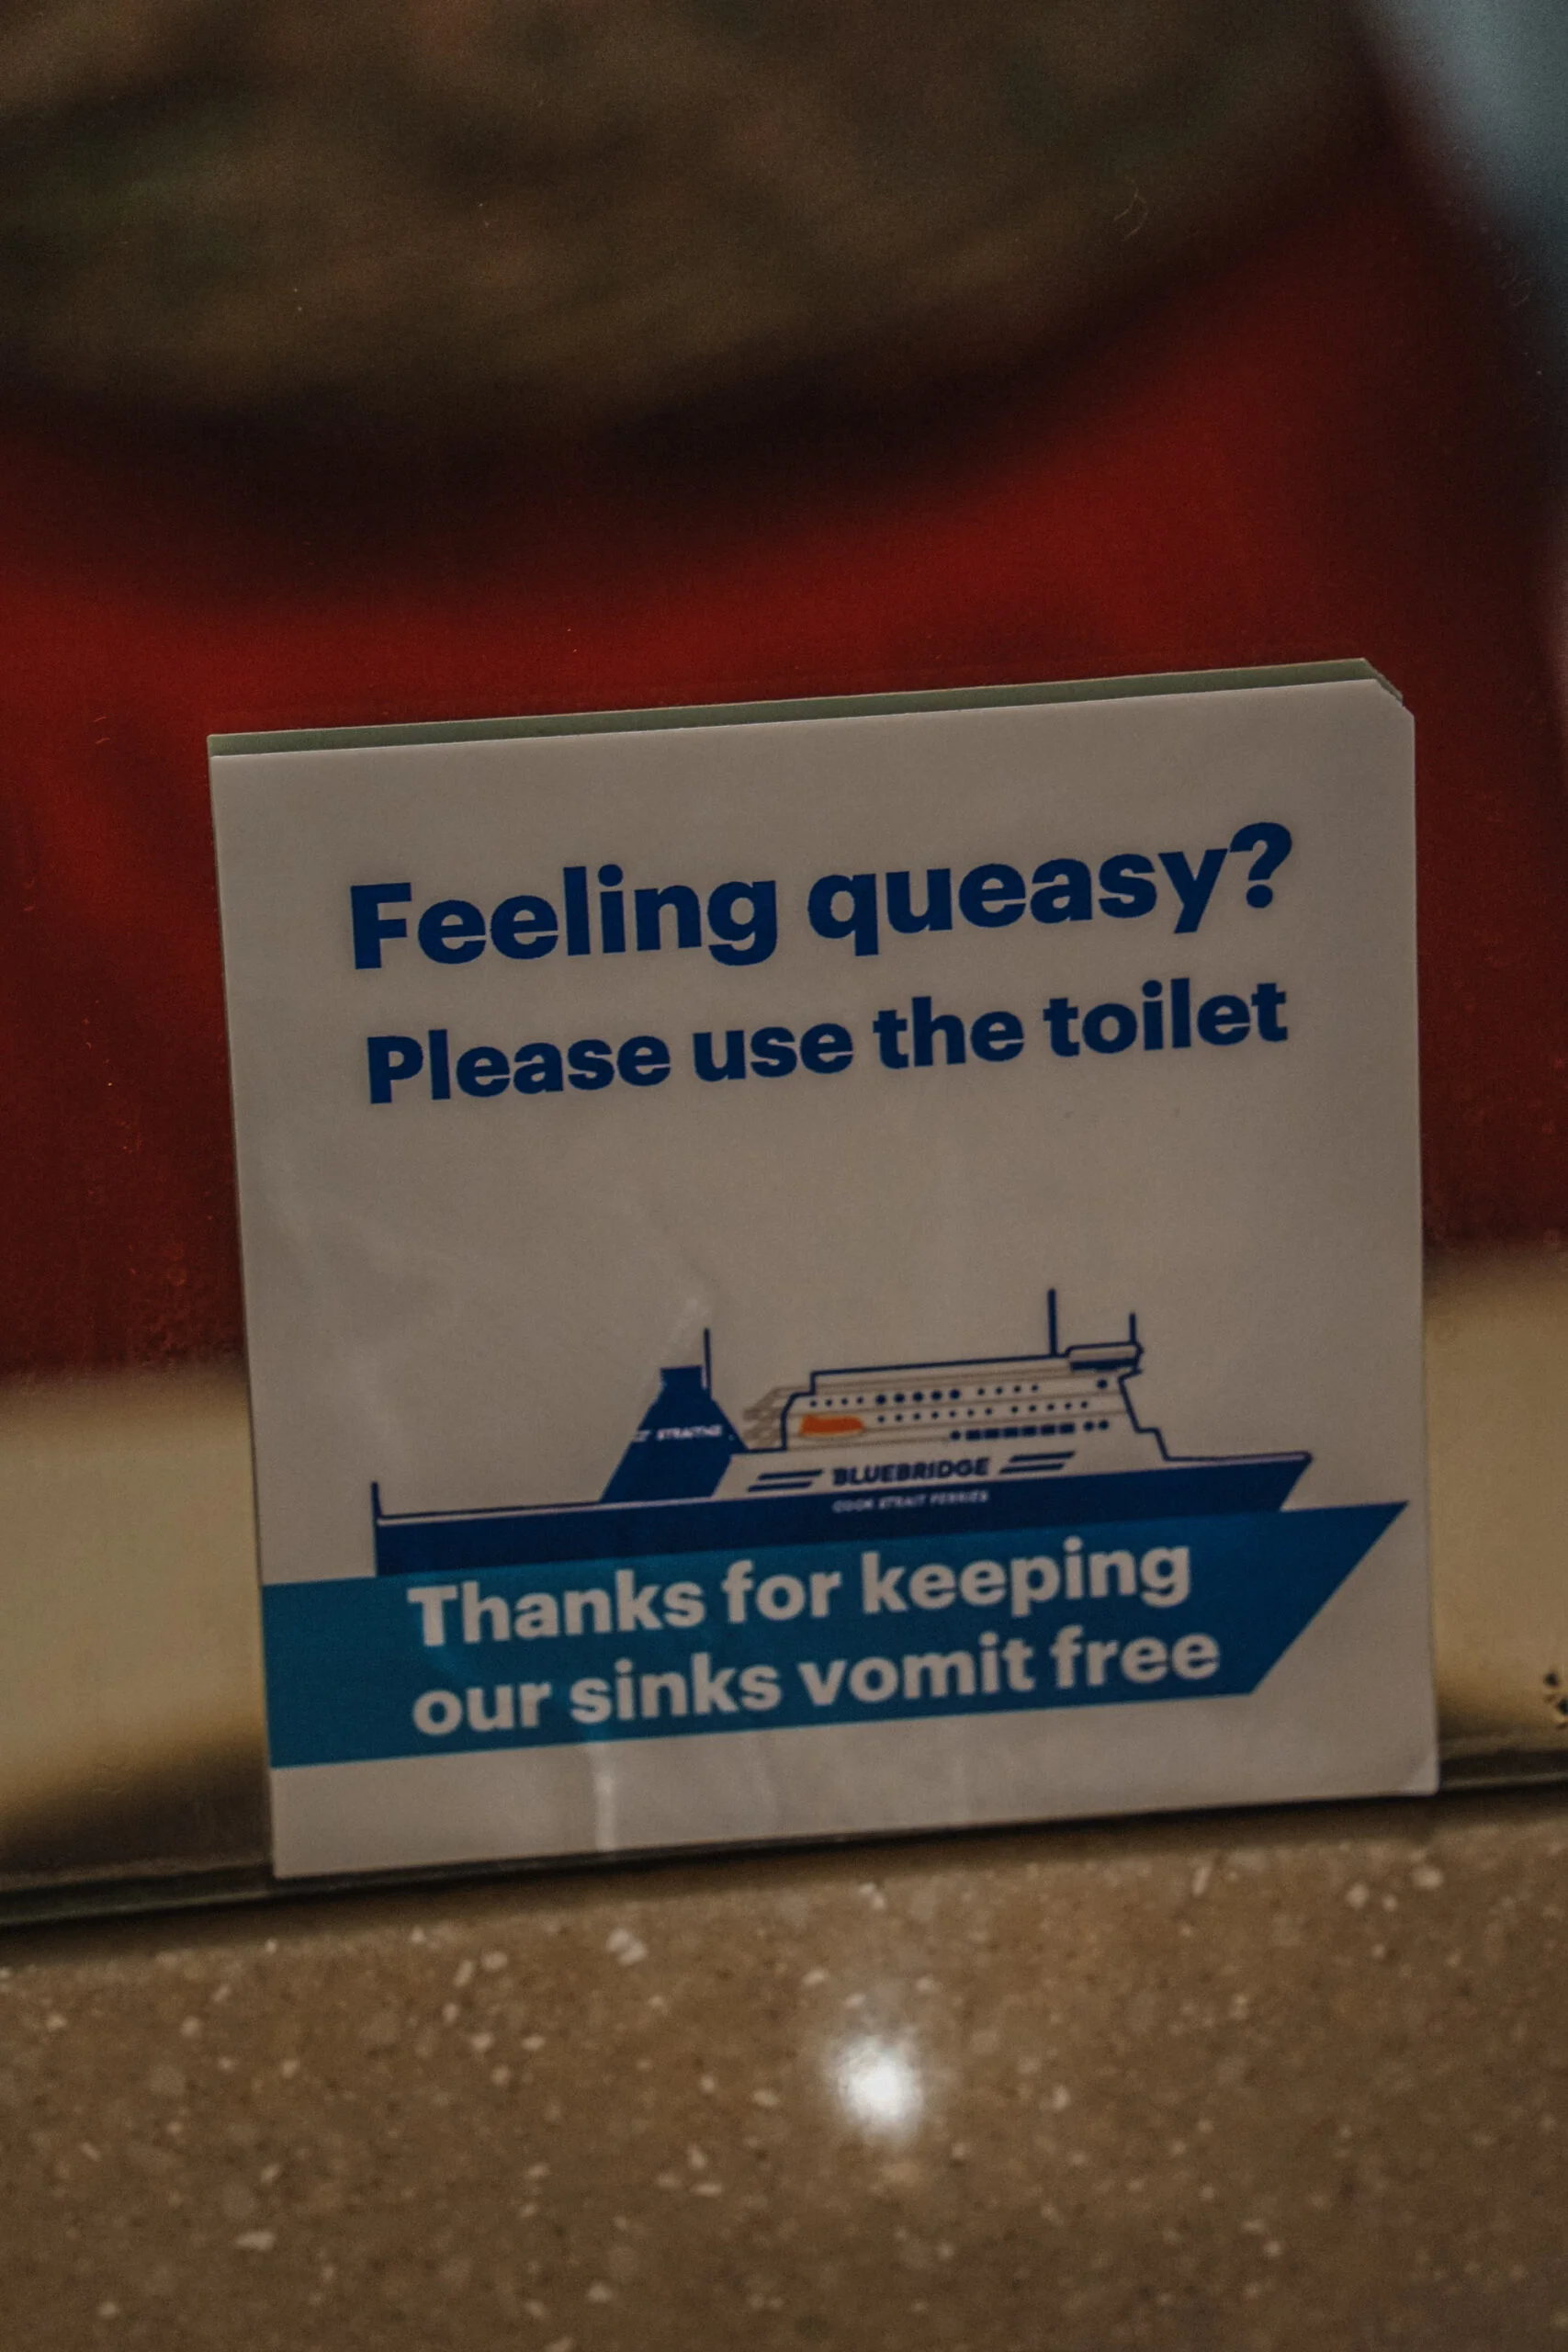 Feeling queasy?
Please use the toilet
BLUEBRIDGE
COOK STRAIT FERRIES
Thanks for keeping
our sinks vomit free